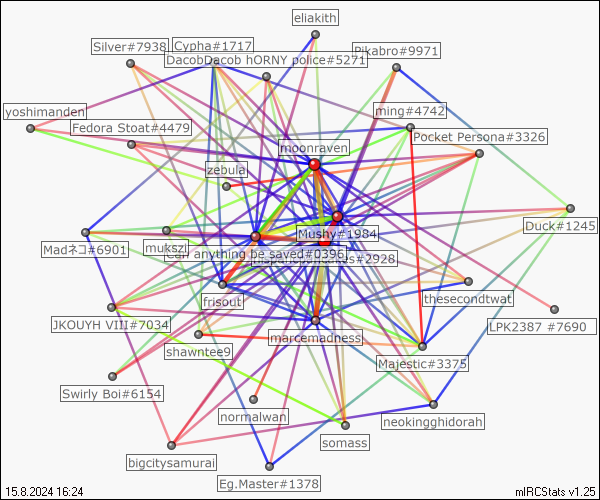 eliakith
Silver#7938
Cypha#1717
DacobDacob hORNY police#5271
Pikabro#9971
yoshimanden
Fedora Stoat#4479
ming#4742
Pocket Persona#3326
moonraven
zebula
Mushy#1984
Duck#1245
Madネコ#6901
muksz
Can anything be saved#0396
#2928
frisout
thesecondtwat
LPK2387 #7690
JKOUYH VIII#7034
marcemadness
shawntee9
Majestic#3375
Swirly Boi#6154
normalwan
neokingghidorah
somass
bigcitysamurai
Eg.Master#1378
15.8.2024 16:24
mIRCStats v1.25